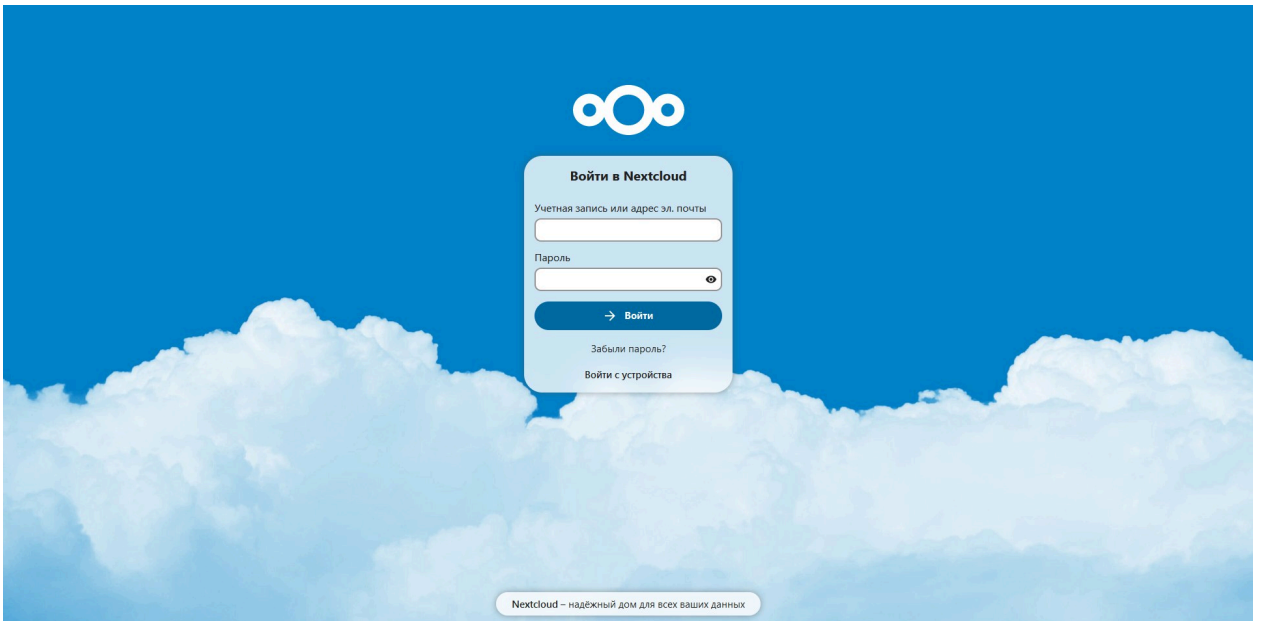 Войти в Nextcloud
Учетная запись или адрес эл. почты
Пароль
Войти
Забыли пароль?
Войти с устройства
Nextcloud – надёжный дом для всех ваших данных